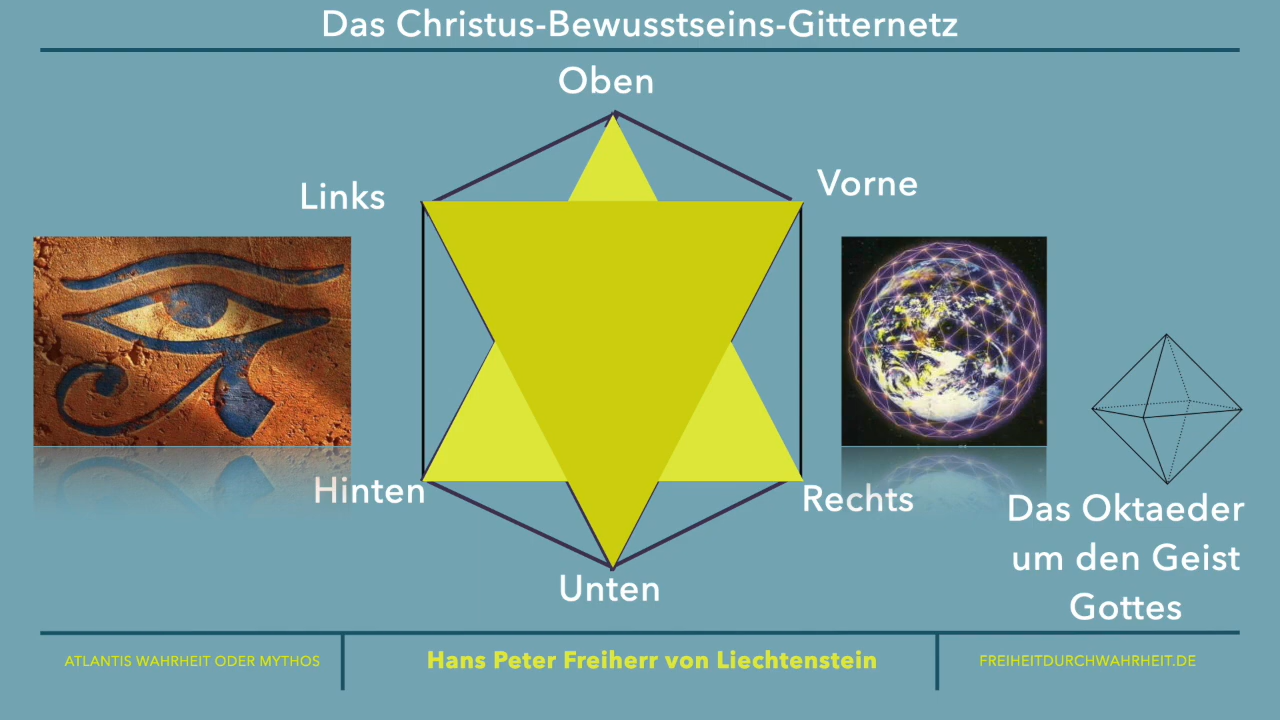 Das Christus-Bewusstseins-Gitternetz
Oben
Links
Vorne
Hinten
Rechts
Das Oktaeder
um den Geist
Gottes
Unten
ATLANTIS WAHRHEIT ODER MYTHOS
Hans Peter Freiherr von Liechtenstein
FREIHEITDURCHWAHRHEIT.DE